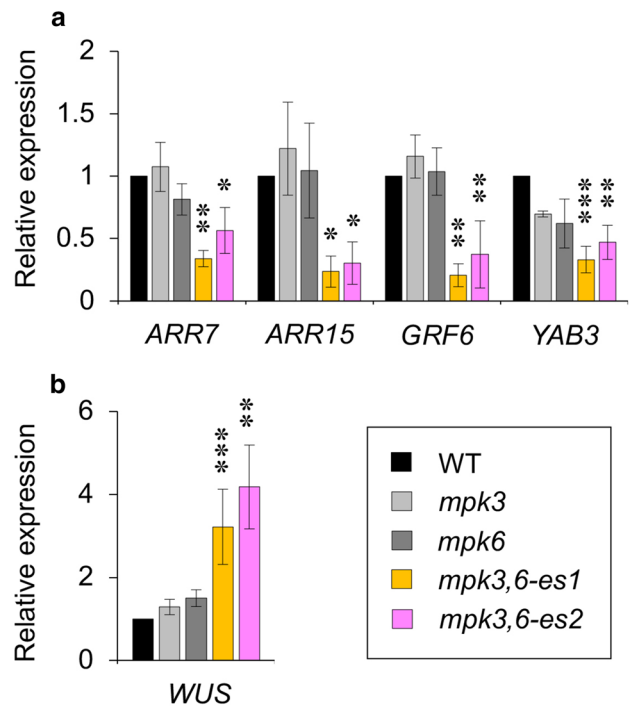 a
Relative expression
2
1.5
1
0.5
0
** * * * ** ** *** **
ARR7 ARR15 GRF6 YAB3
b
Relative expression
6
4
2
0
*** **
WUS
WT
mpk3
mpk6
mpk3,6-es1
mpk3,6-es2